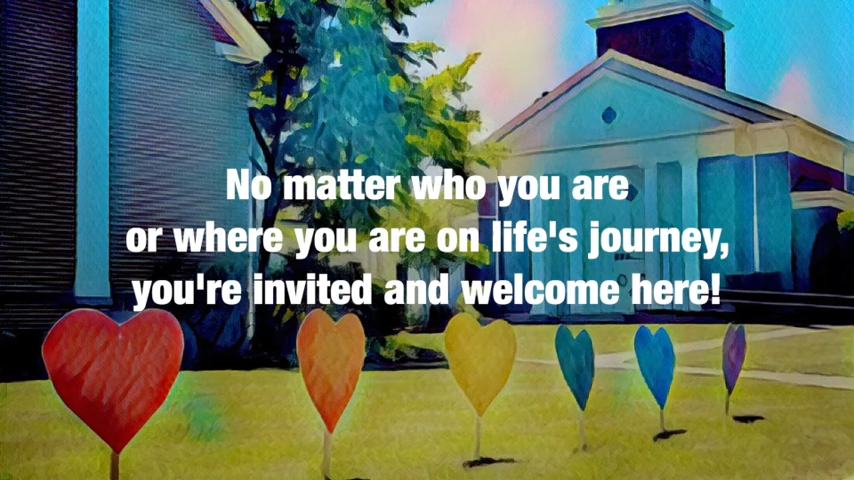 No matter who you are
or where you are on life's journey,
you're invited and welcome here!